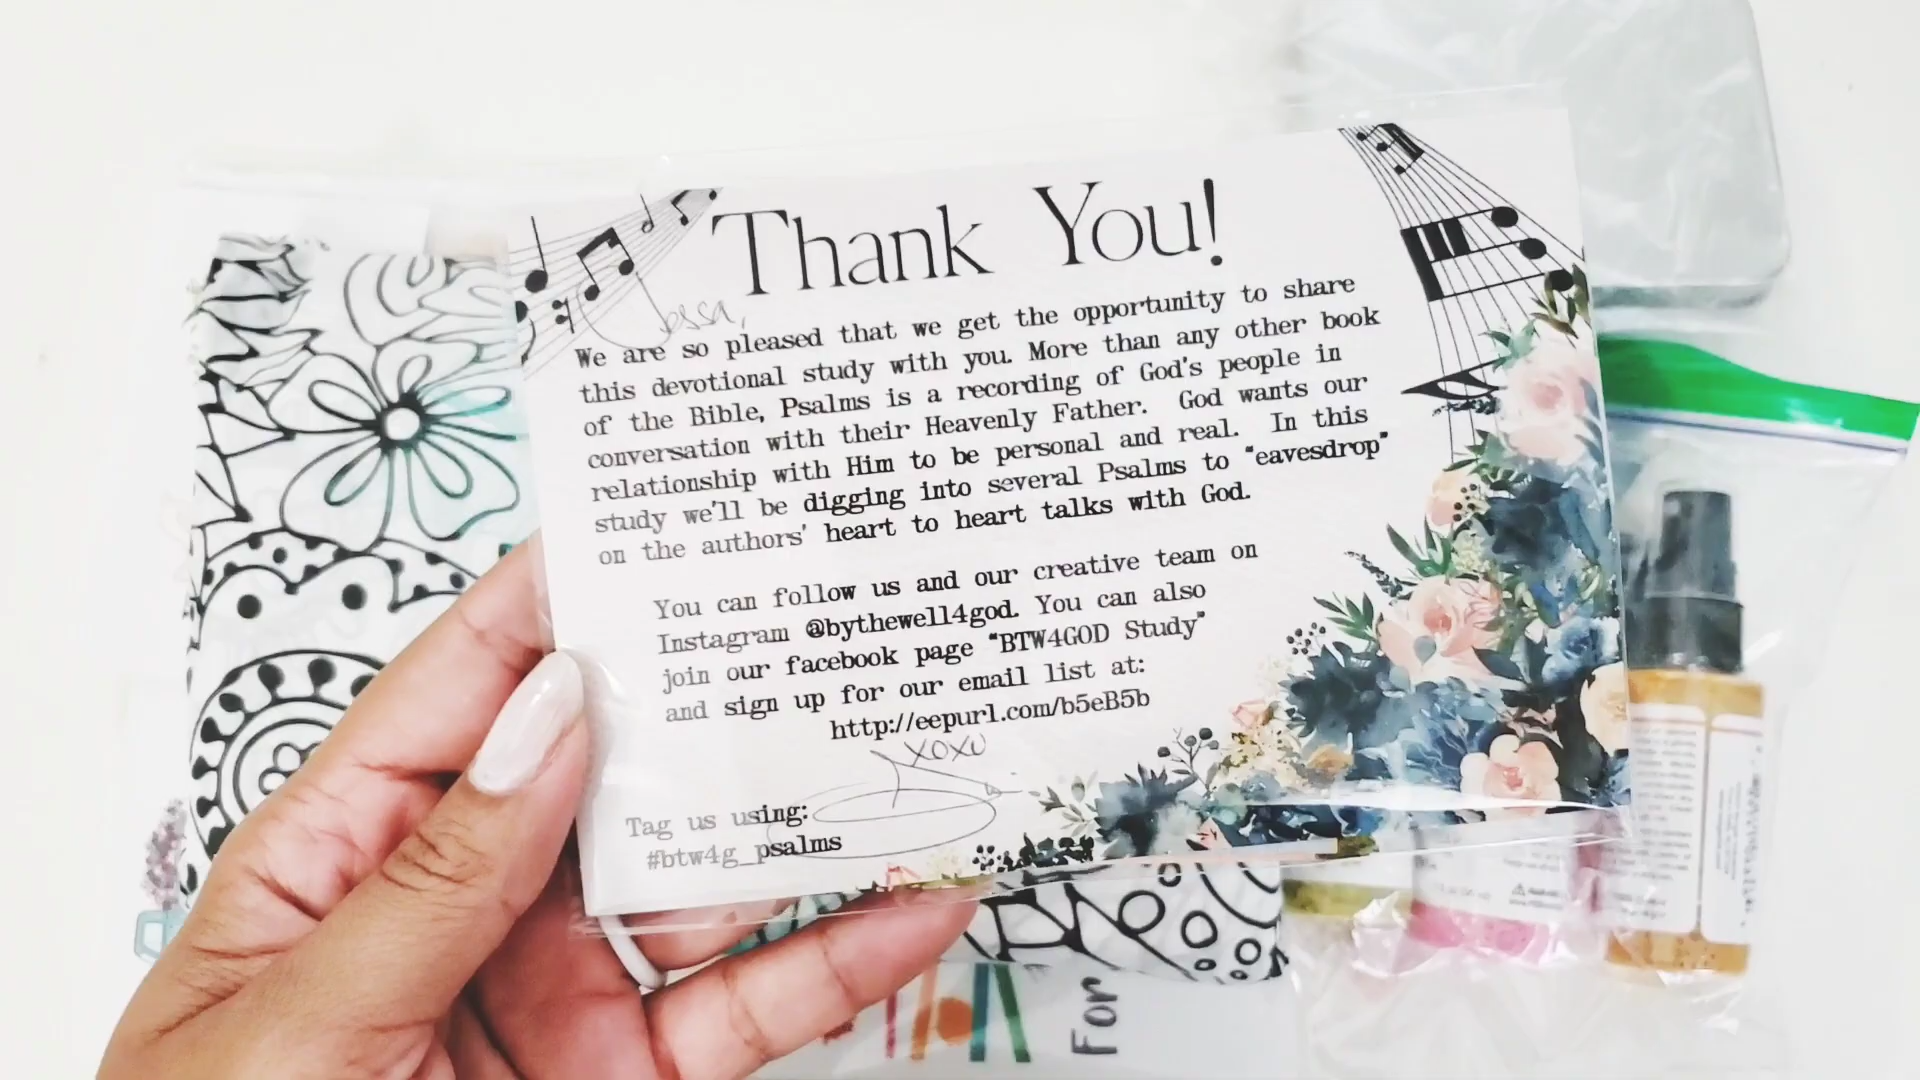 Thank You!
Jessa,
We are so pleased that we get the opportunity to share
this devotional study with you. More than any other book
of the Bible, Psalms is a recording of God's people in
conversation with their Heavenly Father. God wants our
relationship with Him to be personal and real. In this
study we'll be digging into several Psalms to "eavesdrop"
on the authors' heart to heart talks with God.
You can follow us and our creative team on
Instagram @bythewell4god. You can also
join our facebook page "BTW4GOD Study"
and sign up for our email list at:
http://eepurl.com/b5eB5b
xoxo
Tag us using:
#btw4g_psalms
For